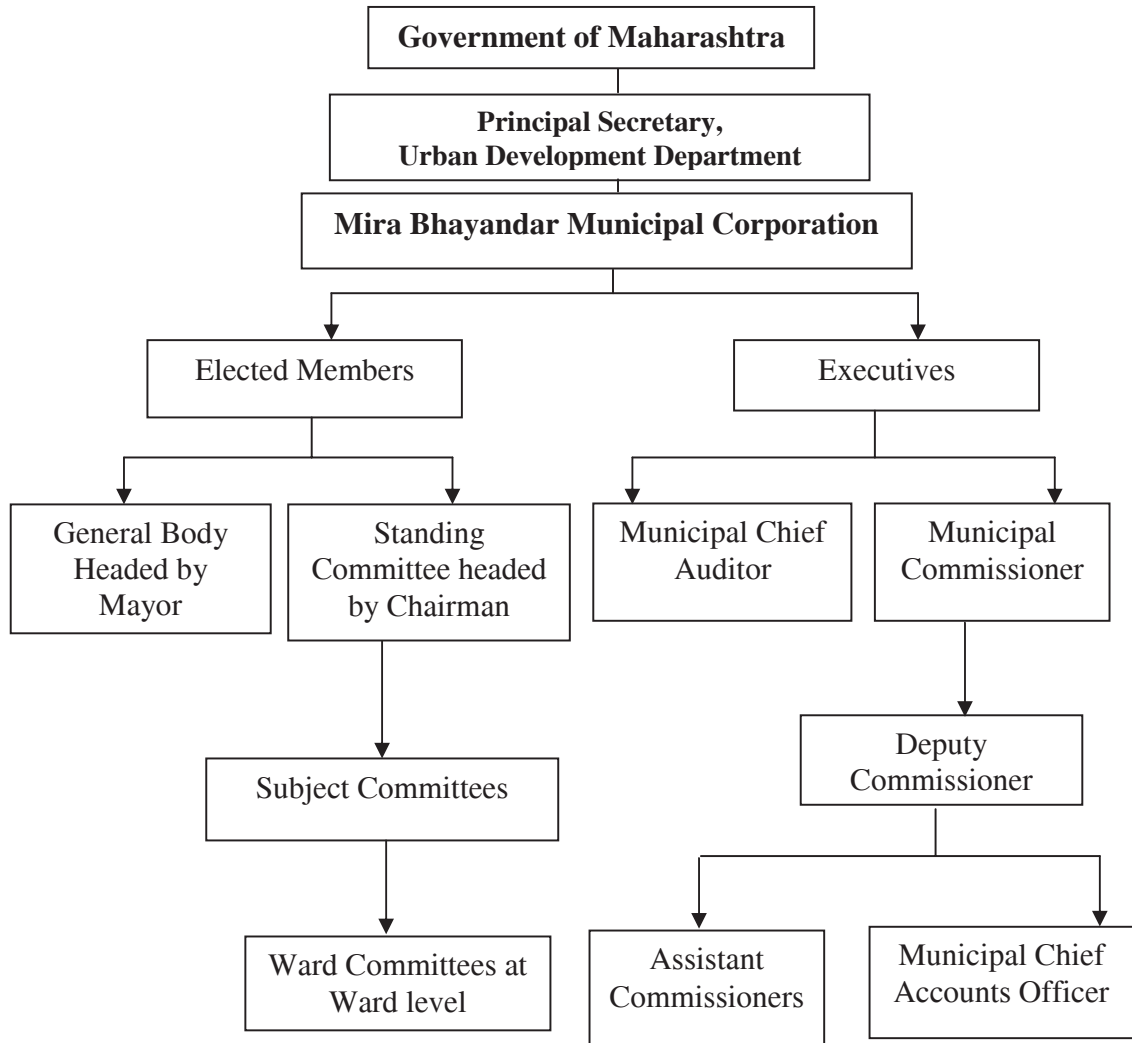 Government of Maharashtra
Principal Secretary,
Urban Development Department
Mira Bhayandar Municipal Corporation
Elected Members
Executives
General Body
Headed by
Mayor
Standing
Committee headed
by Chairman
Municipal Chief
Auditor
Municipal
Commissioner
Subject Committees
Deputy
Commissioner
Ward Committees at
Ward level
Assistant
Commissioners
Municipal Chief
Accounts Officer